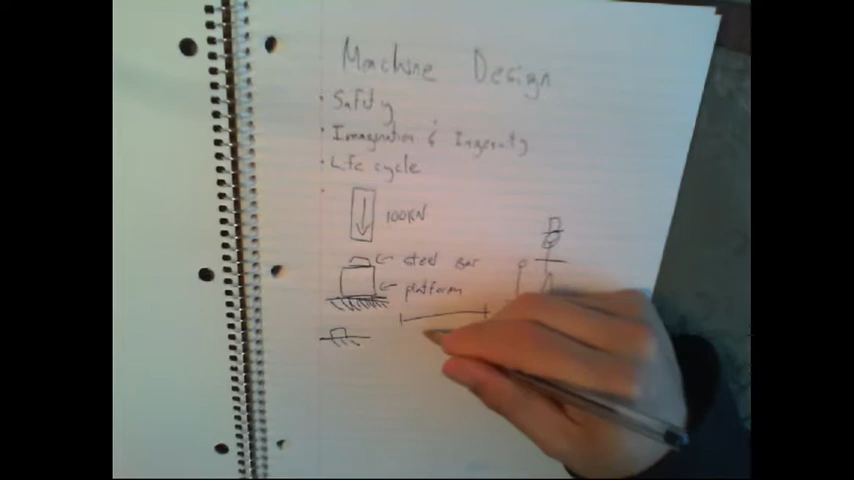 Machine Design
• Safety
• Imagination & Ingenuity
• Life cycle
•
100KN
steel bar
platform